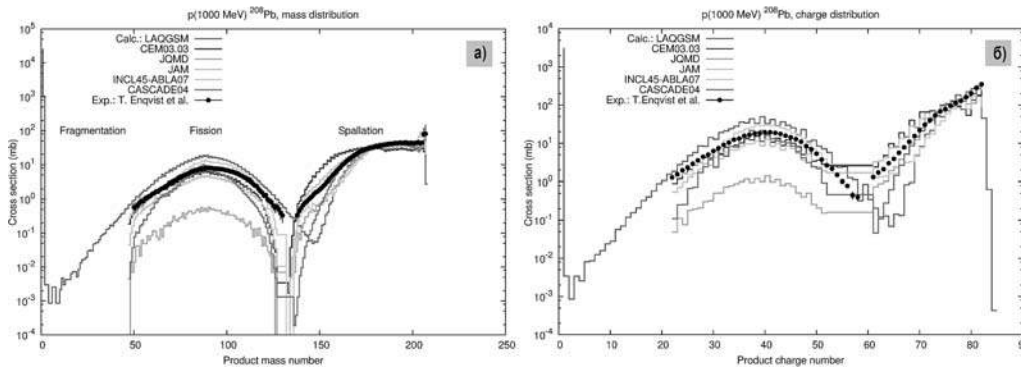 p(1000 MeV) ²⁰⁸Pb, mass distribution
а)
Calc.: LAQGSM
CEM03.03
JQMD
JAM
INCL45-ABLA07
CASCADE04
Exp.: T. Enqvist et al.
Fragmentation Fission Spallation
Cross section (mb)
10⁵
10⁴
10³
10²
10¹
10⁰
10⁻¹
10⁻²
10⁻³
10⁻⁴
0 50 100 150 200 250
Product mass number
p(1000 MeV) ²⁰⁸Pb, charge distribution
б)
Calc.: LAQGSM
CEM03.03
JQMD
JAM
INCL45-ABLA07
CASCADE04
Exp.: T.Enqvist et al.
Cross section (mb)
10⁴
10³
10²
10¹
10⁰
10⁻¹
10⁻²
10⁻³
10⁻⁴
0 10 20 30 40 50 60 70 80
Product charge number